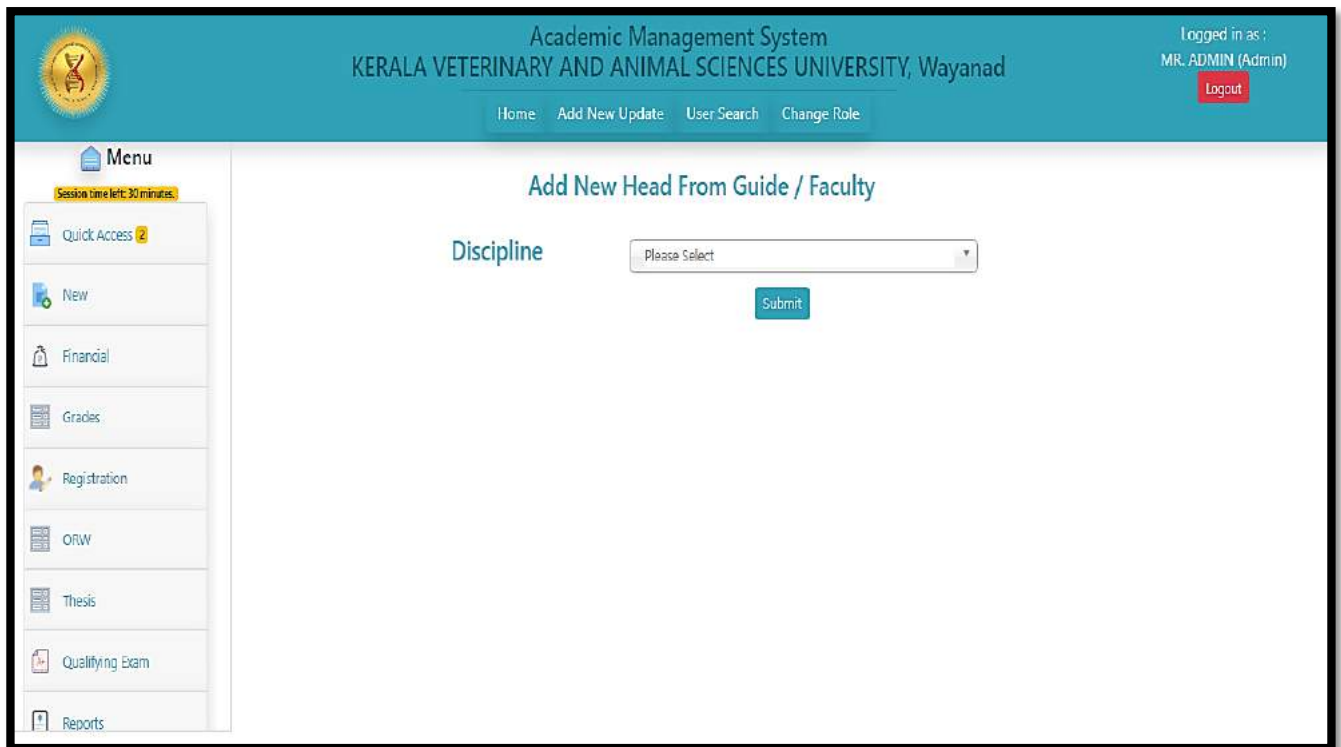 Academic Management System
KERALA VETERINARY AND ANIMAL SCIENCES UNIVERSITY, Wayanad
Home Add New Update User Search Change Role
Logged in as :
MR. ADMIN (Admin)
Logout
Menu
Session time left: 30 minutes.
Quick Access 2
New
Financial
Grades
Registration
ORW
Thesis
Qualifying Exam
Reports
Add New Head From Guide / Faculty
Discipline Please Select
Submit